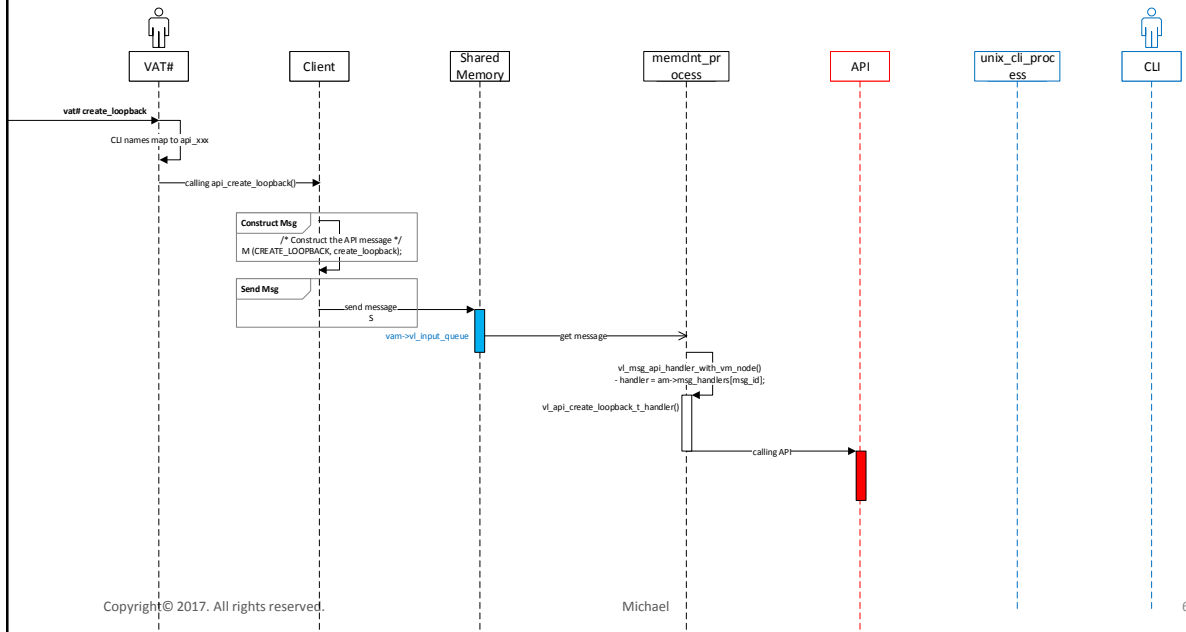 VAT#
Client
Shared
Memory
memclnt_pr
ocess
API
unix_cli_proc
ess
CLI
vat# create_loopback
CLI names map to api_xxx
calling api_create_loopback()
Construct Msg
/* Construct the API message */
M (CREATE_LOOPBACK, create_loopback);
Send Msg
send message
S
vam->vl_input_queue
get message
vl_msg_api_handler_with_vm_node()
- handler = am->msg_handlers[msg_id];
vl_api_create_loopback_t_handler()
calling API
Copyright© 2017. All rights reserved.
Michael
6